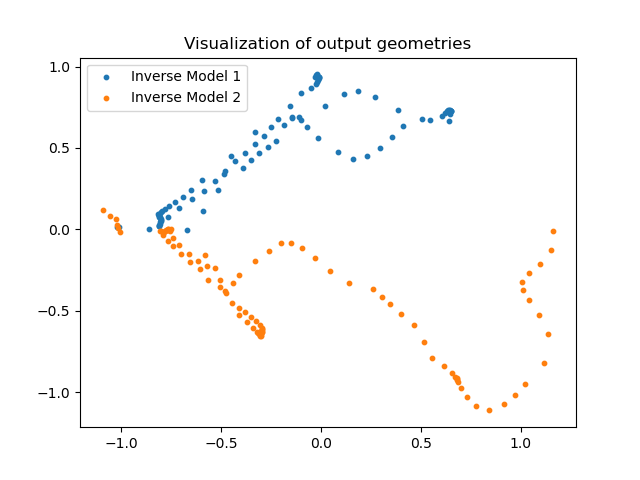 Visualization of output geometries
Inverse Model 1
Inverse Model 2
1.0
0.5
0.0
−0.5
−1.0
−1.0 −0.5 0.0 0.5 1.0